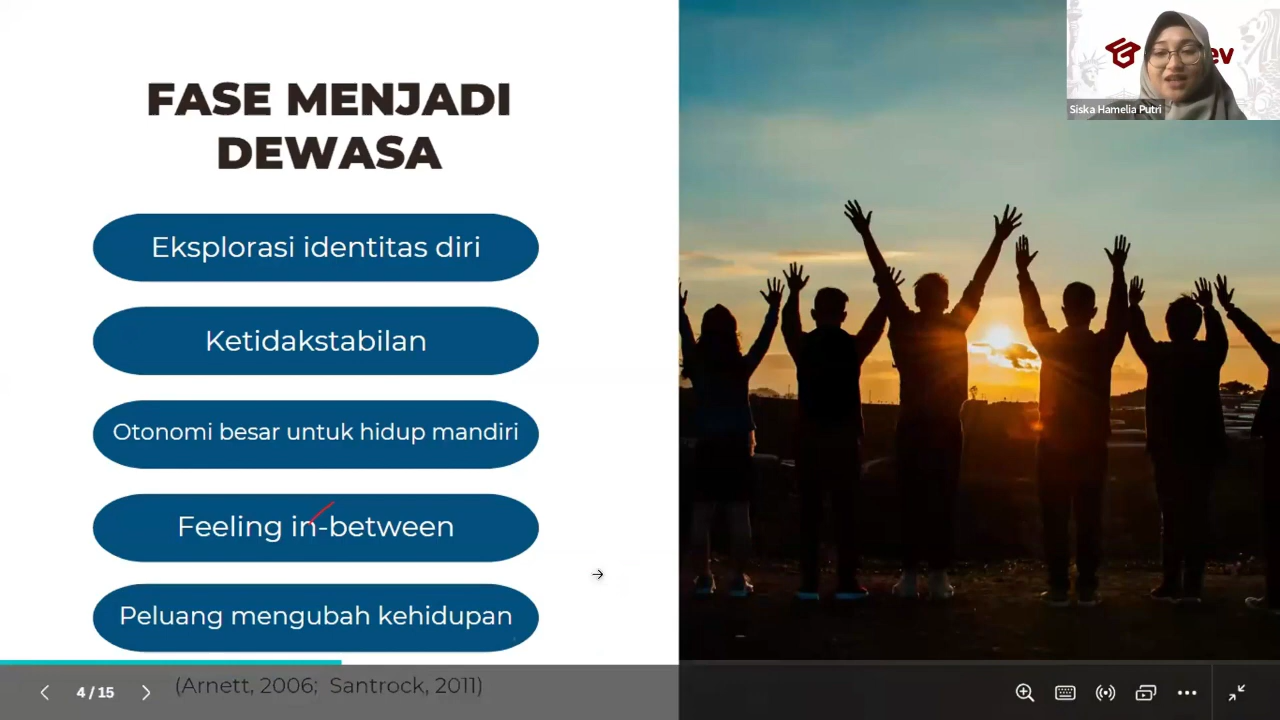 FASE MENJADI
DEWASA
Eksplorasi identitas diri
Ketidakstabilan
Otonomi besar untuk hidup mandiri
Feeling in-between
Peluang mengubah kehidupan
(Arnett, 2006; Santrock, 2011)
4 / 15
ev
Siska Hamelia Putri